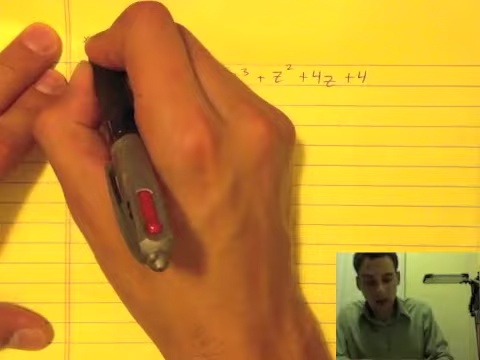 ³ + z² + 4z + 4